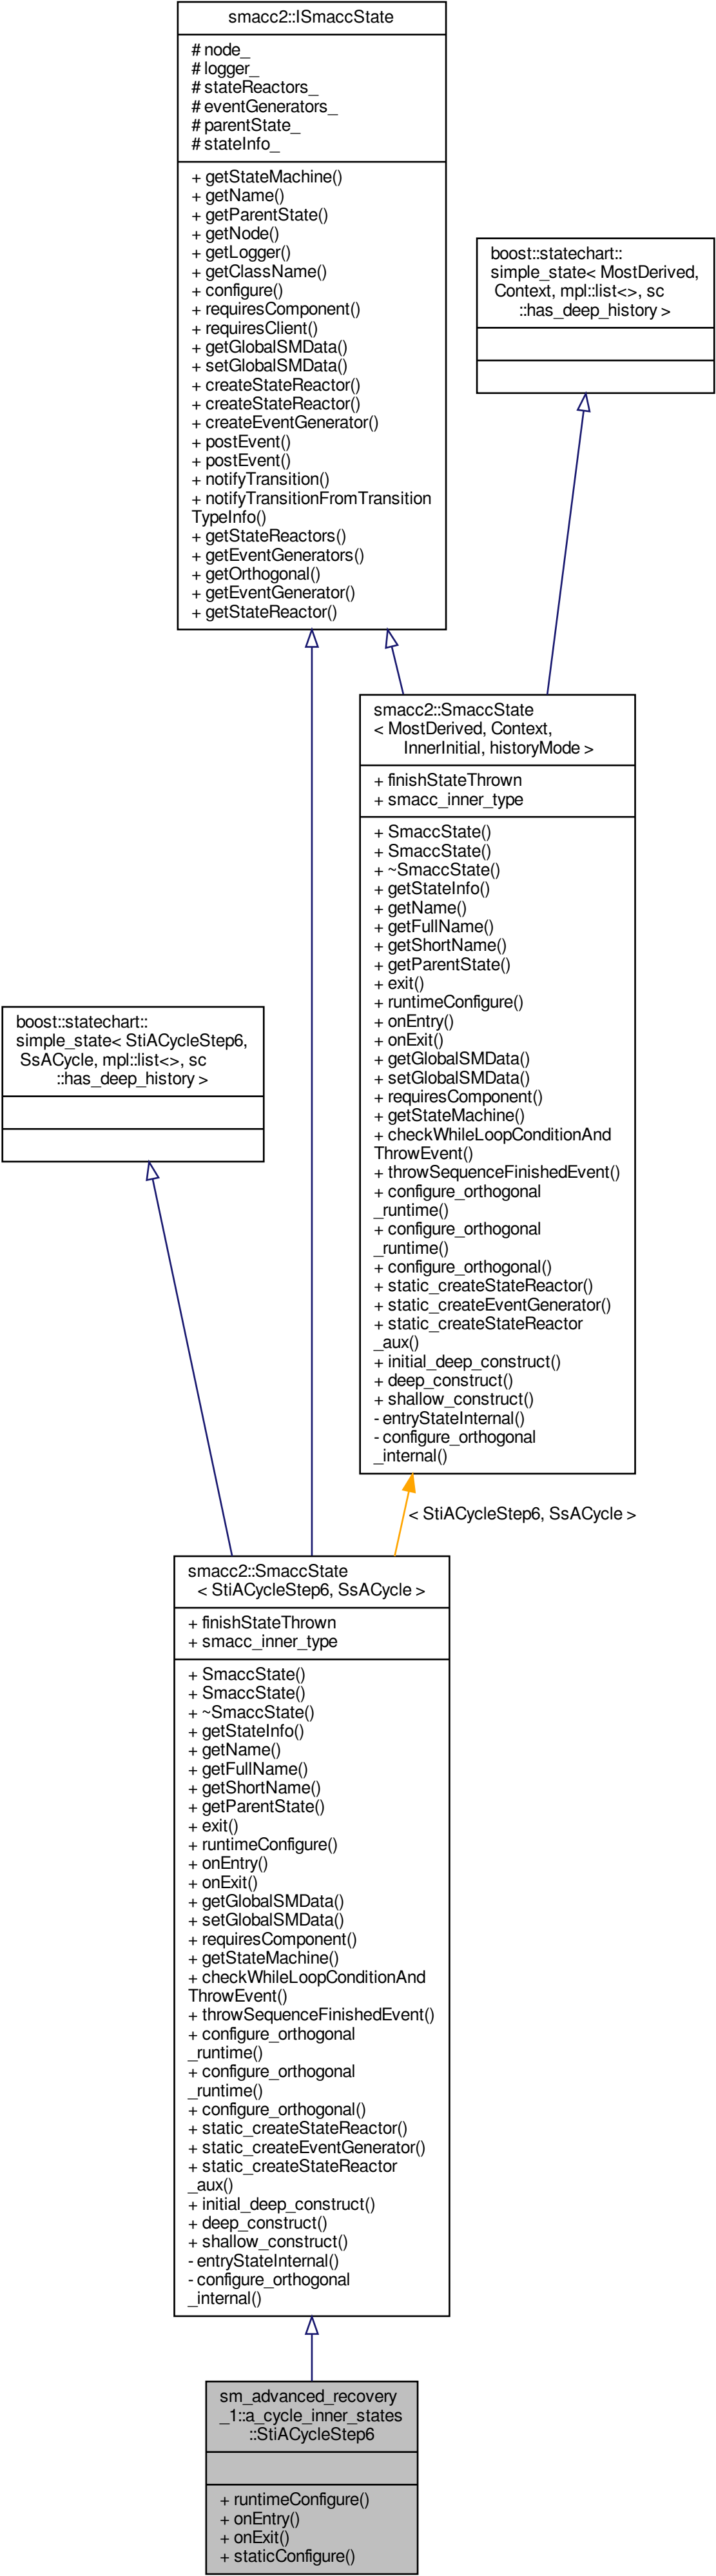 smacc2::ISmaccState
# node_
# logger_
# stateReactors_
# eventGenerators_
# parentState_
# stateInfo_
+ getStateMachine()
+ getName()
+ getParentState()
+ getNode()
+ getLogger()
+ getClassName()
+ configure()
+ requiresComponent()
+ requiresClient()
+ getGlobalSMData()
+ setGlobalSMData()
+ createStateReactor()
+ createStateReactor()
+ createEventGenerator()
+ postEvent()
+ postEvent()
+ notifyTransition()
+ notifyTransitionFromTransition
TypeInfo()
+ getStateReactors()
+ getEventGenerators()
+ getOrthogonal()
+ getEventGenerator()
+ getStateReactor()
boost::statechart::
simple_state< MostDerived,
Context, mpl::list<>, sc
::has_deep_history >
smacc2::SmaccState
< MostDerived, Context,
InnerInitial, historyMode >
+ finishStateThrown
+ smacc_inner_type
+ SmaccState()
+ SmaccState()
+ ~SmaccState()
+ getStateInfo()
+ getName()
+ getFullName()
+ getShortName()
+ getParentState()
+ exit()
+ runtimeConfigure()
+ onEntry()
+ onExit()
+ getGlobalSMData()
+ setGlobalSMData()
+ requiresComponent()
+ getStateMachine()
+ checkWhileLoopConditionAnd
ThrowEvent()
+ throwSequenceFinishedEvent()
+ configure_orthogonal
_runtime()
+ configure_orthogonal
_runtime()
+ configure_orthogonal()
+ static_createStateReactor()
+ static_createEventGenerator()
+ static_createStateReactor
_aux()
+ initial_deep_construct()
+ deep_construct()
+ shallow_construct()
- entryStateInternal()
- configure_orthogonal
_internal()
boost::statechart::
simple_state< StiACycleStep6,
SsACycle, mpl::list<>, sc
::has_deep_history >
< StiACycleStep6, SsACycle >
smacc2::SmaccState
< StiACycleStep6, SsACycle >
+ finishStateThrown
+ smacc_inner_type
+ SmaccState()
+ SmaccState()
+ ~SmaccState()
+ getStateInfo()
+ getName()
+ getFullName()
+ getShortName()
+ getParentState()
+ exit()
+ runtimeConfigure()
+ onEntry()
+ onExit()
+ getGlobalSMData()
+ setGlobalSMData()
+ requiresComponent()
+ getStateMachine()
+ checkWhileLoopConditionAnd
ThrowEvent()
+ throwSequenceFinishedEvent()
+ configure_orthogonal
_runtime()
+ configure_orthogonal
_runtime()
+ configure_orthogonal()
+ static_createStateReactor()
+ static_createEventGenerator()
+ static_createStateReactor
_aux()
+ initial_deep_construct()
+ deep_construct()
+ shallow_construct()
- entryStateInternal()
- configure_orthogonal
_internal()
sm_advanced_recovery
_1::a_cycle_inner_states
::StiACycleStep6
+ runtimeConfigure()
+ onEntry()
+ onExit()
+ staticConfigure()